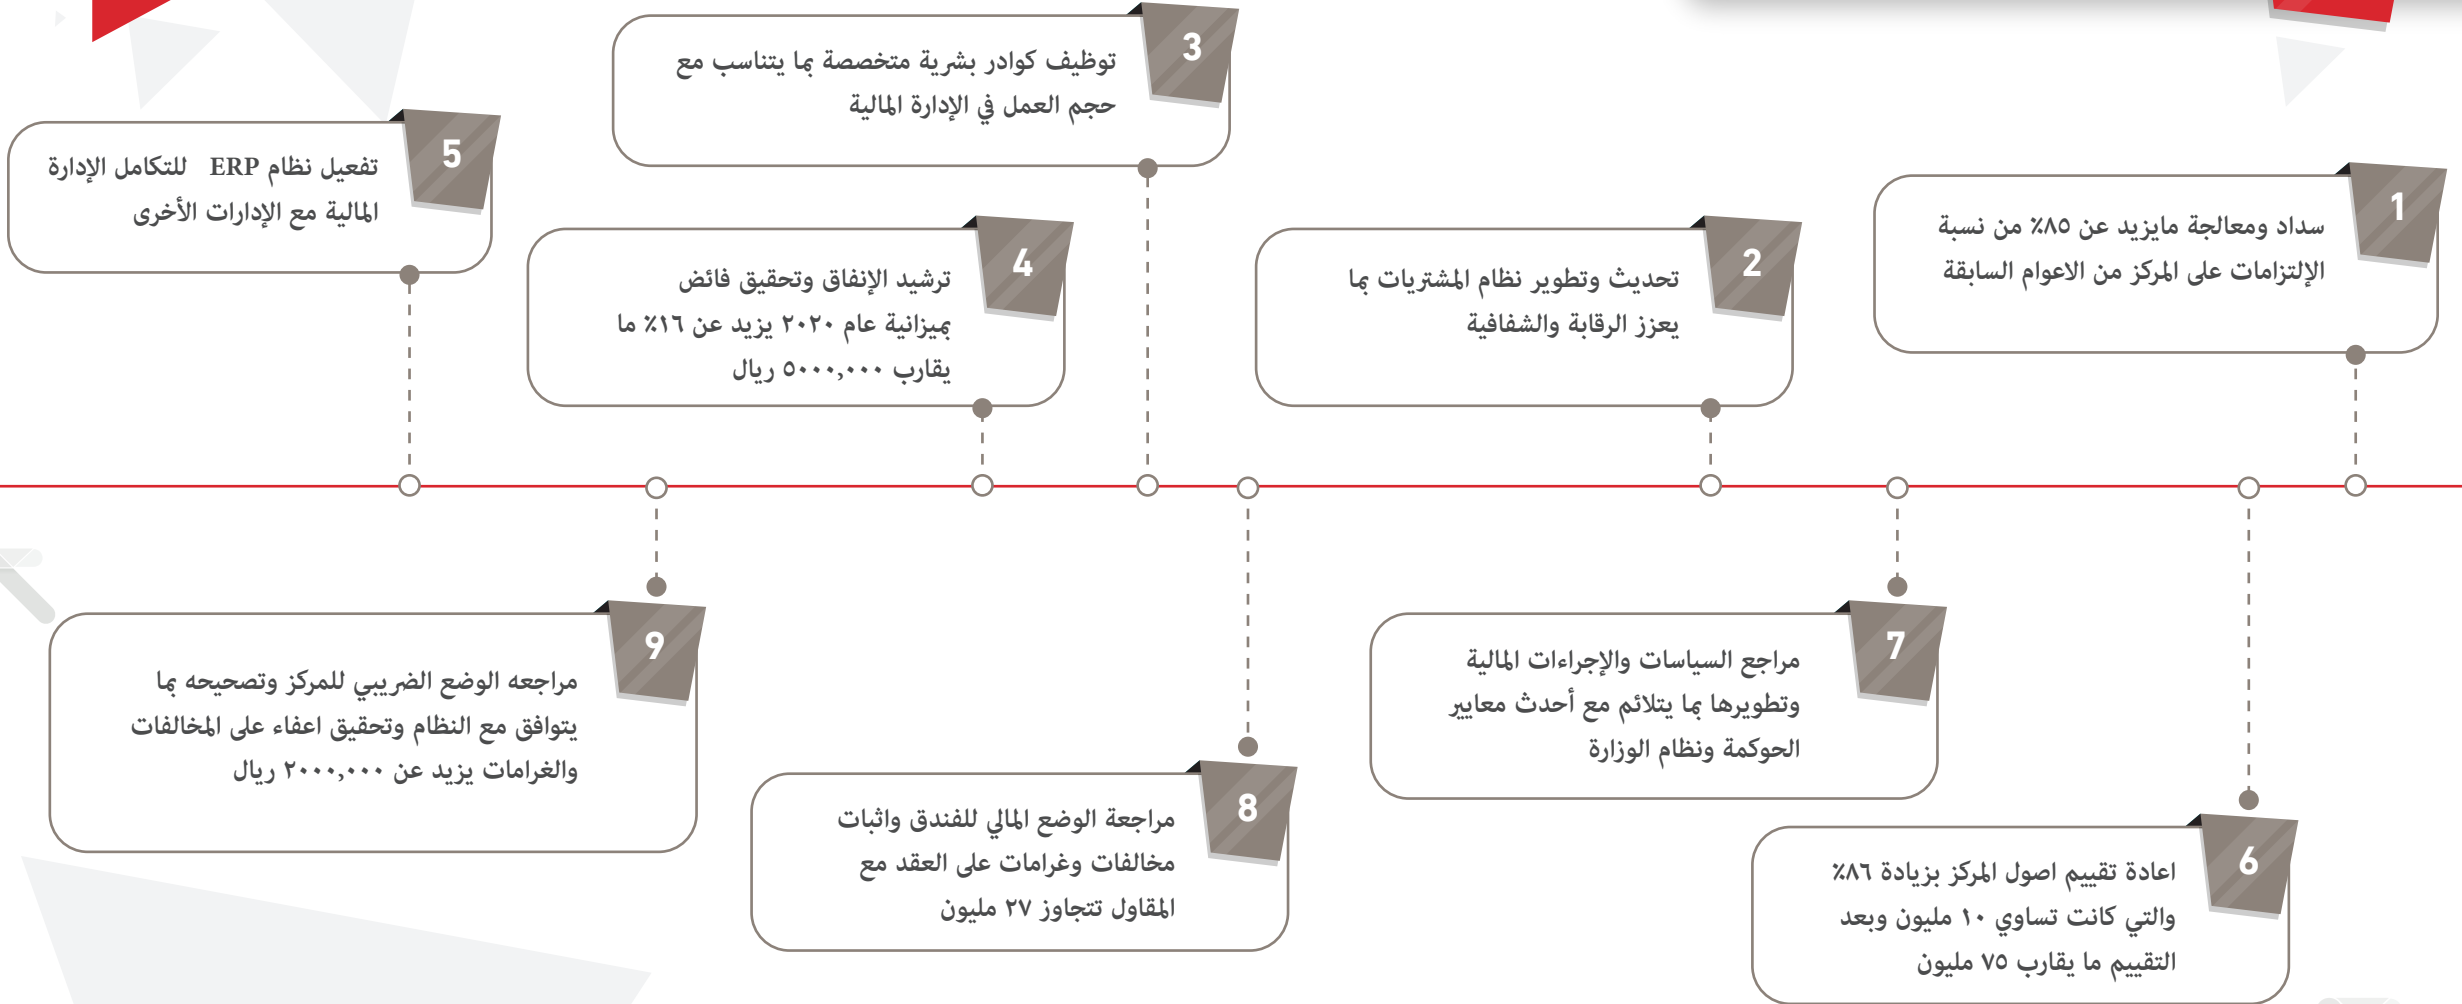 1
سداد ومعالجة مايزيد عن ٨٥٪ من نسبة
الإلتزامات على المركز من الاعوام السابقة
2
تحديث وتطوير نظام المشتريات بما
يعزز الرقابة والشفافية
3
توظيف كوادر بشرية متخصصة بما يتناسب مع
حجم العمل في الإدارة المالية
4
ترشيد الإنفاق وتحقيق فائض
بميزانية عام ٢٠٢٠ يزيد عن ١٦٪ ما
يقارب ٥٠٠٠,٠٠٠ ريال
5
تفعيل نظام ERP للتكامل الإدارة
المالية مع الإدارات الأخرى
6
اعادة تقييم اصول المركز بزيادة ٨٦٪
والتي كانت تساوي ١٠ مليون وبعد
التقييم ما يقارب ٧٥ مليون
7
مراجع السياسات والإجراءات المالية
وتطويرها بما يتلائم مع أحدث معايير
الحوكمة ونظام الوزارة
8
مراجعة الوضع المالي للفندق واثبات
مخالفات وغرامات على العقد مع
المقاول تتجاوز ٢٧ مليون
9
مراجعه الوضع الضريبي للمركز وتصحيحه بما
يتوافق مع النظام وتحقيق اعفاء على المخالفات
والغرامات يزيد عن ٢٠٠٠,٠٠٠ ريال